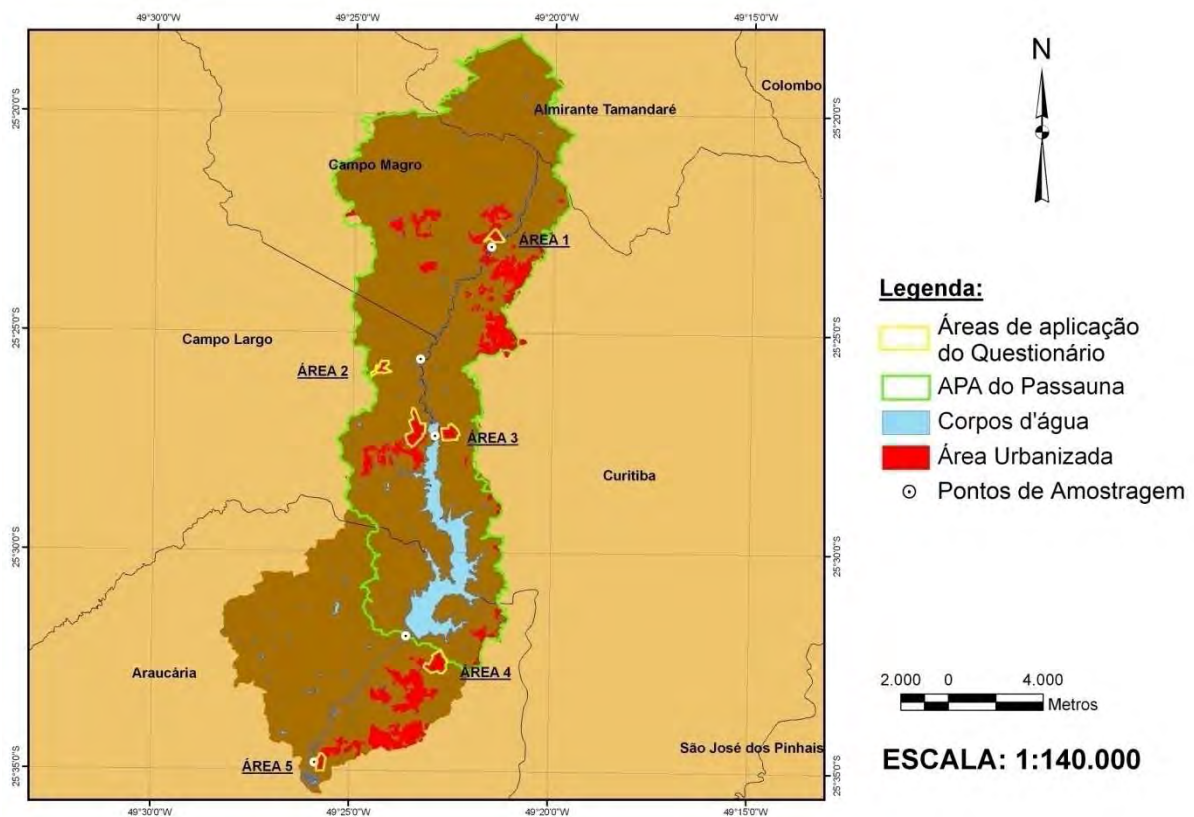 49°30'0"W
49°25'0"W
49°20'0"W
49°15'0"W
25°20'0"S
25°20'0"S
25°25'0"S
25°25'0"S
25°30'0"S
25°30'0"S
25°35'0"S
25°35'0"S
Colombo
Almirante Tamandaré
Campo Magro
ÁREA 1
Campo Largo
ÁREA 2
ÁREA 3
Curitiba
Araucária
ÁREA 4
São José dos Pinhais
ÁREA 5
49°30'0"W
49°25'0"W
49°20'0"W
49°15'0"W
N
Legenda:
Áreas de aplicação
do Questionário
APA do Passauna
Corpos d'água
Área Urbanizada
Pontos de Amostragem
2.000 0 4.000
Metros
ESCALA: 1:140.000